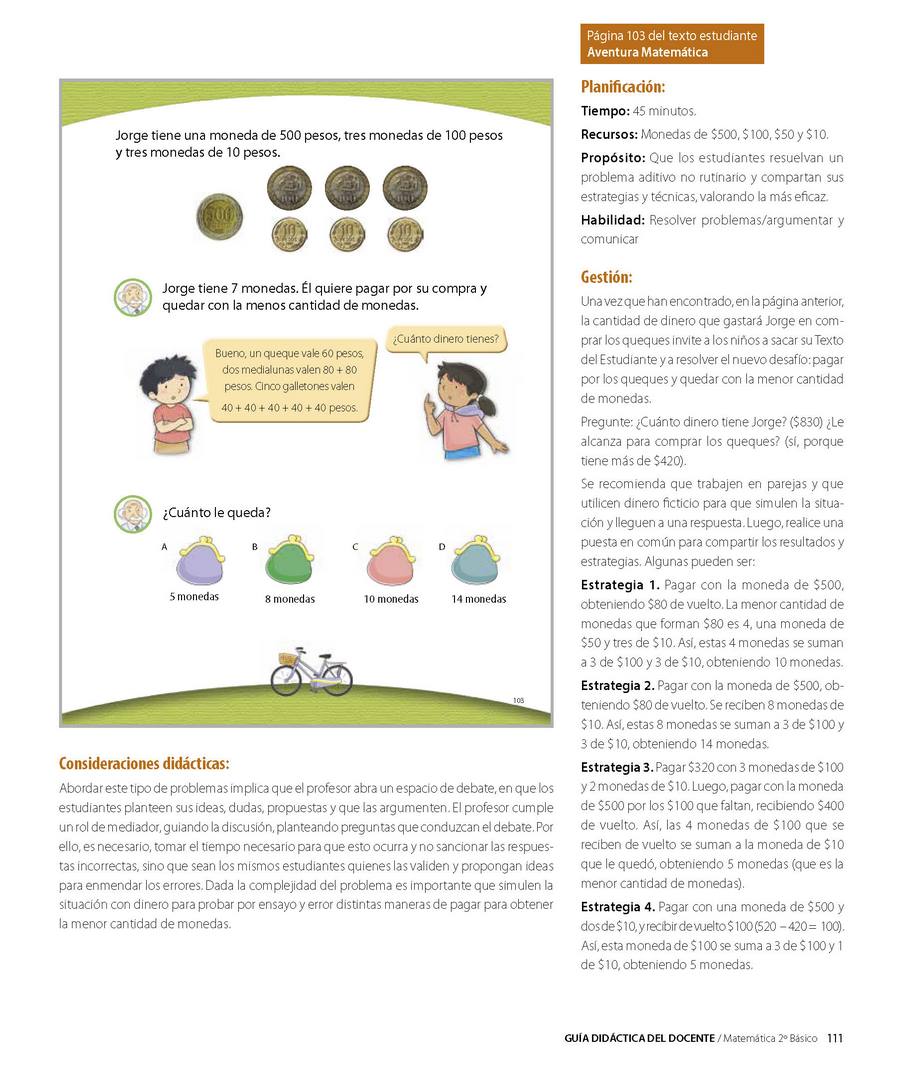 Página 103 del texto estudiante
Aventura Matemática
Jorge tiene una moneda de 500 pesos, tres monedas de 100 pesos
y tres monedas de 10 pesos.
500
100
100
100
10
10
10
Jorge tiene 7 monedas. Él quiere pagar por su compra y
quedar con la menos cantidad de monedas.
Bueno, un queque vale 60 pesos,
dos medialunas valen 80 + 80
pesos. Cinco galletones valen
40 + 40 + 40 + 40 + 40 pesos.
¿Cuánto dinero tienes?
¿Cuánto le queda?
A
B
C
D
5 monedas
8 monedas
10 monedas
14 monedas
103
Consideraciones didácticas:
Abordar este tipo de problemas implica que el profesor abra un espacio de debate, en que los
estudiantes planteen sus ideas, dudas, propuestas y que las argumenten. El profesor cumple
un rol de mediador, guiando la discusión, planteando preguntas que conduzcan el debate. Por
ello, es necesario, tomar el tiempo necesario para que esto ocurra y no sancionar las respues-
tas incorrectas, sino que sean los mismos estudiantes quienes las validen y propongan ideas
para enmendar los errores. Dada la complejidad del problema es importante que simulen la
situación con dinero para probar por ensayo y error distintas maneras de pagar para obtener
la menor cantidad de monedas.
Planificación:
Tiempo: 45 minutos.
Recursos: Monedas de $500, $100, $50 y $10.
Propósito: Que los estudiantes resuelvan un
problema aditivo no rutinario y compartan sus
estrategias y técnicas, valorando la más eficaz.
Habilidad: Resolver problemas/argumentar y
comunicar
Gestión:
Una vez que han encontrado, en la página anterior,
la cantidad de dinero que gastará Jorge en com-
prar los queques invite a los niños a sacar su Texto
del Estudiante y a resolver el nuevo desafío: pagar
por los queques y quedar con la menor cantidad
de monedas.
Pregunte: ¿Cuánto dinero tiene Jorge? ($830) ¿Le
alcanza para comprar los queques? (sí, porque
tiene más de $420).
Se recomienda que trabajen en parejas y que
utilicen dinero ficticio para que simulen la situa-
ción y lleguen a una respuesta. Luego, realice una
puesta en común para compartir los resultados y
estrategias. Algunas pueden ser:
Estrategia 1. Pagar con la moneda de $500,
obteniendo $80 de vuelto. La menor cantidad de
monedas que forman $80 es 4, una moneda de
$50 y tres de $10. Así, estas 4 monedas se suman
a 3 de $100 y 3 de $10, obteniendo 10 monedas.
Estrategia 2. Pagar con la moneda de $500, ob-
teniendo $80 de vuelto. Se reciben 8 monedas de
$10. Así, estas 8 monedas se suman a 3 de $100 y
3 de $10, obteniendo 14 monedas.
Estrategia 3. Pagar $320 con 3 monedas de $100
y 2 monedas de $10. Luego, pagar con la moneda
de $500 por los $100 que faltan, recibiendo $400
de vuelto. Así, las 4 monedas de $100 que se
reciben de vuelto se suman a la moneda de $10
que le quedó, obteniendo 5 monedas (que es la
menor cantidad de monedas).
Estrategia 4. Pagar con una moneda de $500 y
dos de $10, y recibir de vuelto $100 (520 – 420 = 100).
Así, esta moneda de $100 se suma a 3 de $100 y 1
de $10, obteniendo 5 monedas.
GUÍA DIDÁCTICA DEL DOCENTE / Matemática 2º Básico 111